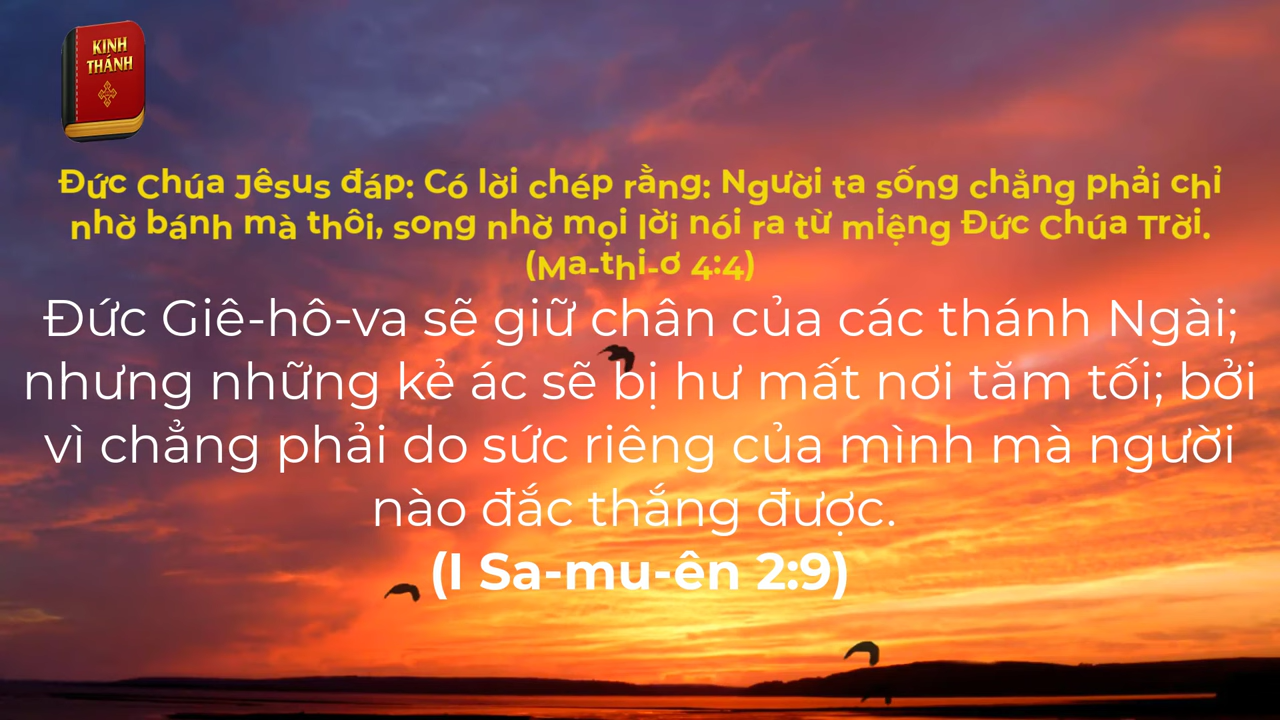 KINH
THÁNH
Đức Chúa Jêsus đáp: Có lời chép rằng: Người ta sống chẳng phải chỉ
nhờ bánh mà thôi, song nhờ mọi lời nói ra từ miệng Đức Chúa Trời.
(Ma-thi-ơ 4:4)
Đức Giê-hô-va sẽ giữ chân của các thánh Ngài;
nhưng những kẻ ác sẽ bị hư mất nơi tăm tối; bởi
vì chẳng phải do sức riêng của mình mà người
nào đắc thắng được.
(I Sa-mu-ên 2:9)